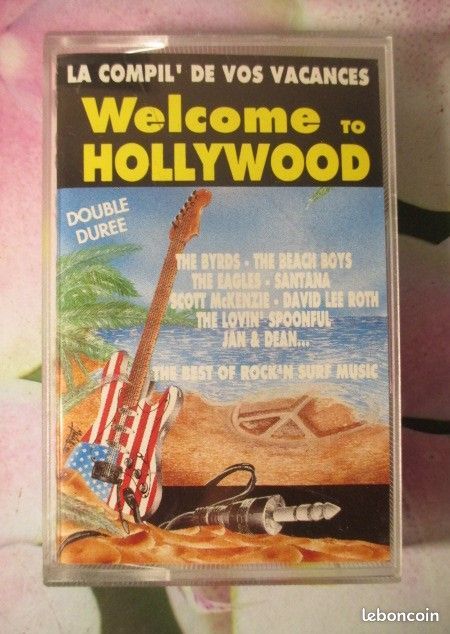 LA COMPIL' DE VOS VACANCES
Welcome TO
HOLLYWOOD
DOUBLE
DUREE
THE BYRDS - THE BEACH BOYS
THE EAGLES - SANTANA
SCOTT McKENZIE - DAVID LEE ROTH
THE LOVIN' SPOONFUL
JAN & DEAN...
THE BEST OF ROCK'N SURF MUSIC
leboncoin